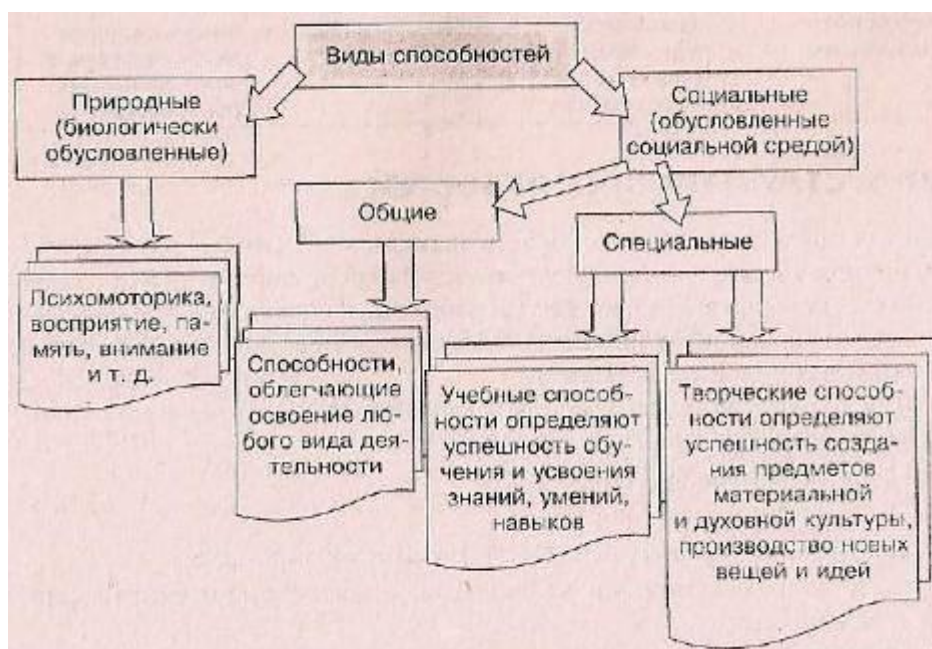 Виды способностей
Природные
(биологически
обусловленные)
Социальные
(обусловленные
социальной средой)
Общие
Специальные
Психомоторика,
восприятие, па-
мять, внимание
и т. д.
Способности,
облегчающие
освоение лю-
бого вида дея-
тельности
Учебные способ-
ности определяют
успешность обу-
чения и усвоения
знаний, умений,
навыков
Творческие способ-
ности определяют
успешность созда-
ния предметов
материальной
и духовной культуры,
производство новых
вещей и идей